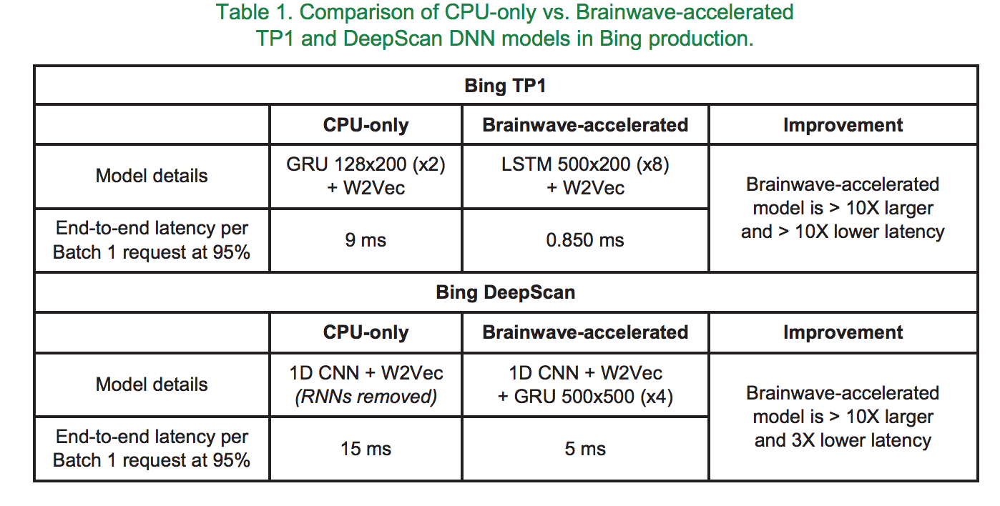 Table 1. Comparison of CPU-only vs. Brainwave-accelerated
TP1 and DeepScan DNN models in Bing production.
Bing TP1
CPU-only Brainwave-accelerated Improvement
Model details
GRU 128x200 (x2)
+ W2Vec
LSTM 500x200 (x8)
+ W2Vec
Brainwave-accelerated
model is > 10X larger
and > 10X lower latency
End-to-end latency per
Batch 1 request at 95%
9 ms
0.850 ms
Bing DeepScan
CPU-only Brainwave-accelerated Improvement
Model details
1D CNN + W2Vec
(RNNs removed)
1D CNN + W2Vec
+ GRU 500x500 (x4)
Brainwave-accelerated
model is > 10X larger
and 3X lower latency
End-to-end latency per
Batch 1 request at 95%
15 ms
5 ms